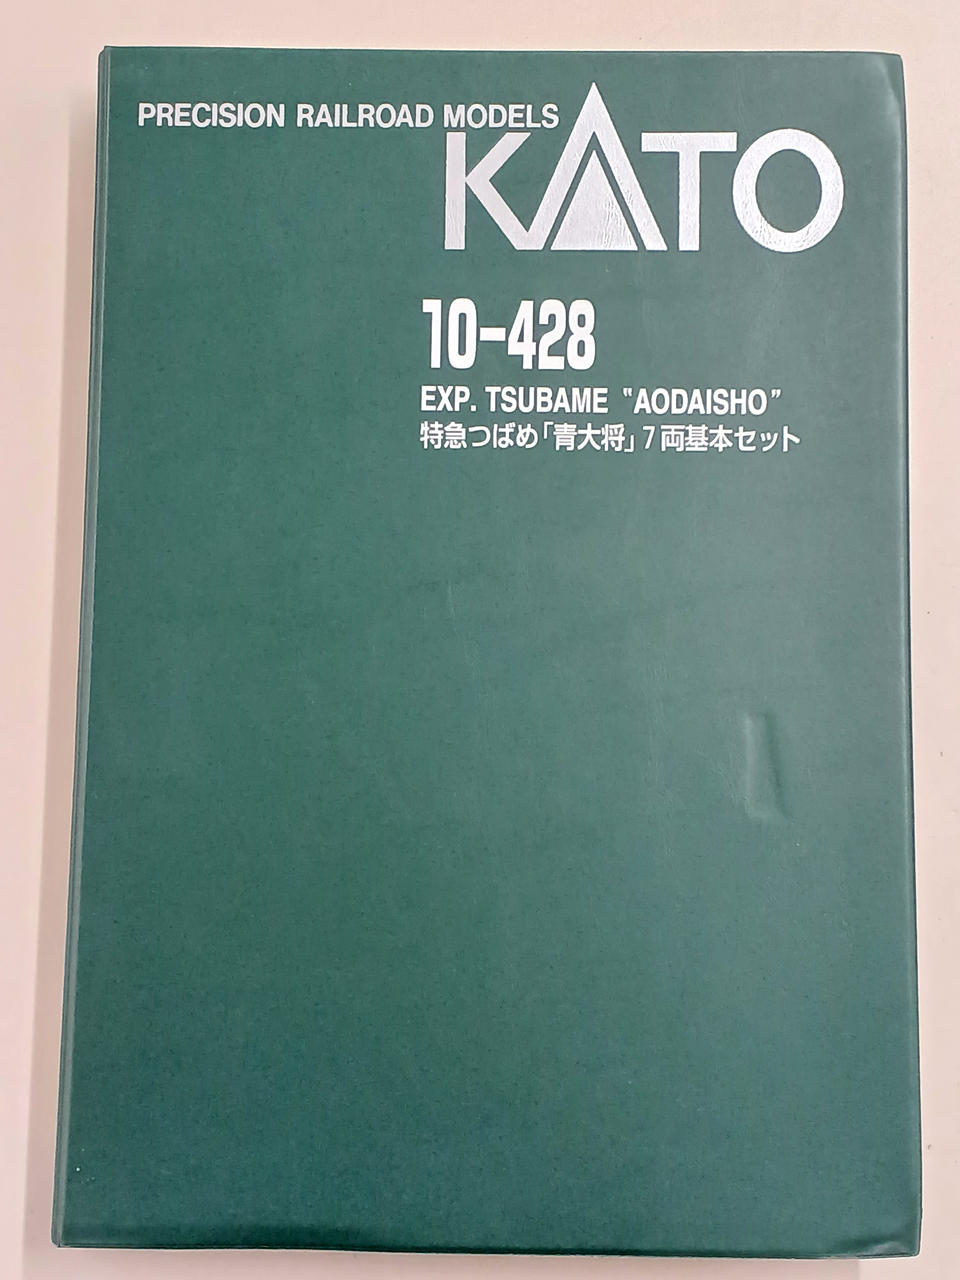 PRECISION RAILROAD MODELS
KATO
10-428
EXP. TSUBAME "AODAISHO"
特急つばめ「青大将」7両基本セット